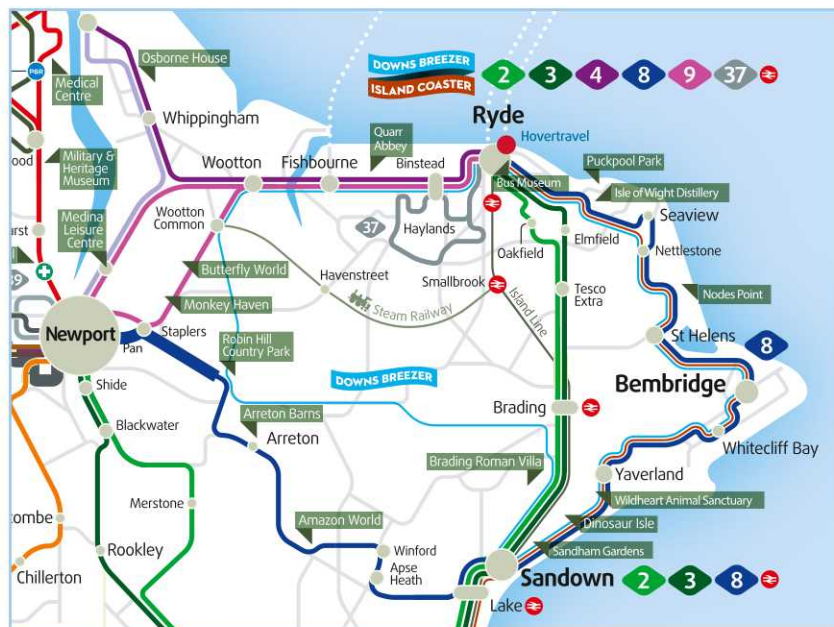 Osborne House
Medical
Centre
Whippingham
Military &
Heritage
Museum
ood
Medina
Leisure
Centre
urst
39
Wootton
Wootton
Common
Fishbourne
Quarr
Abbey
Binstead
37
Haylands
DOWNS BREEZER
ISLAND COASTER
2
3
4
8
9
37
Ryde
Hovertravel
Bus Museum
Puckpool Park
Isle of Wight Distillery
Seaview
Nettlestone
Oakfield
Elmfield
Smallbrook
Tesco
Extra
Nodes Point
Butterfly World
Monkey Haven
Havenstreet
Steam Railway
Island Line
Newport
Pan
Staplers
Robin Hill
Country Park
St Helens
8
Bembridge
Whitecliff Bay
Shide
Blackwater
DOWNS BREEZER
Brading
Arreton Barns
Arreton
Brading Roman Villa
Yaverland
Wildheart Animal Sanctuary
Dinosaur Isle
Sandham Gardens
Merstone
Amazon World
combe
Rookley
Chillerton
Winford
Apse
Heath
Lake
Sandown
2
3
8